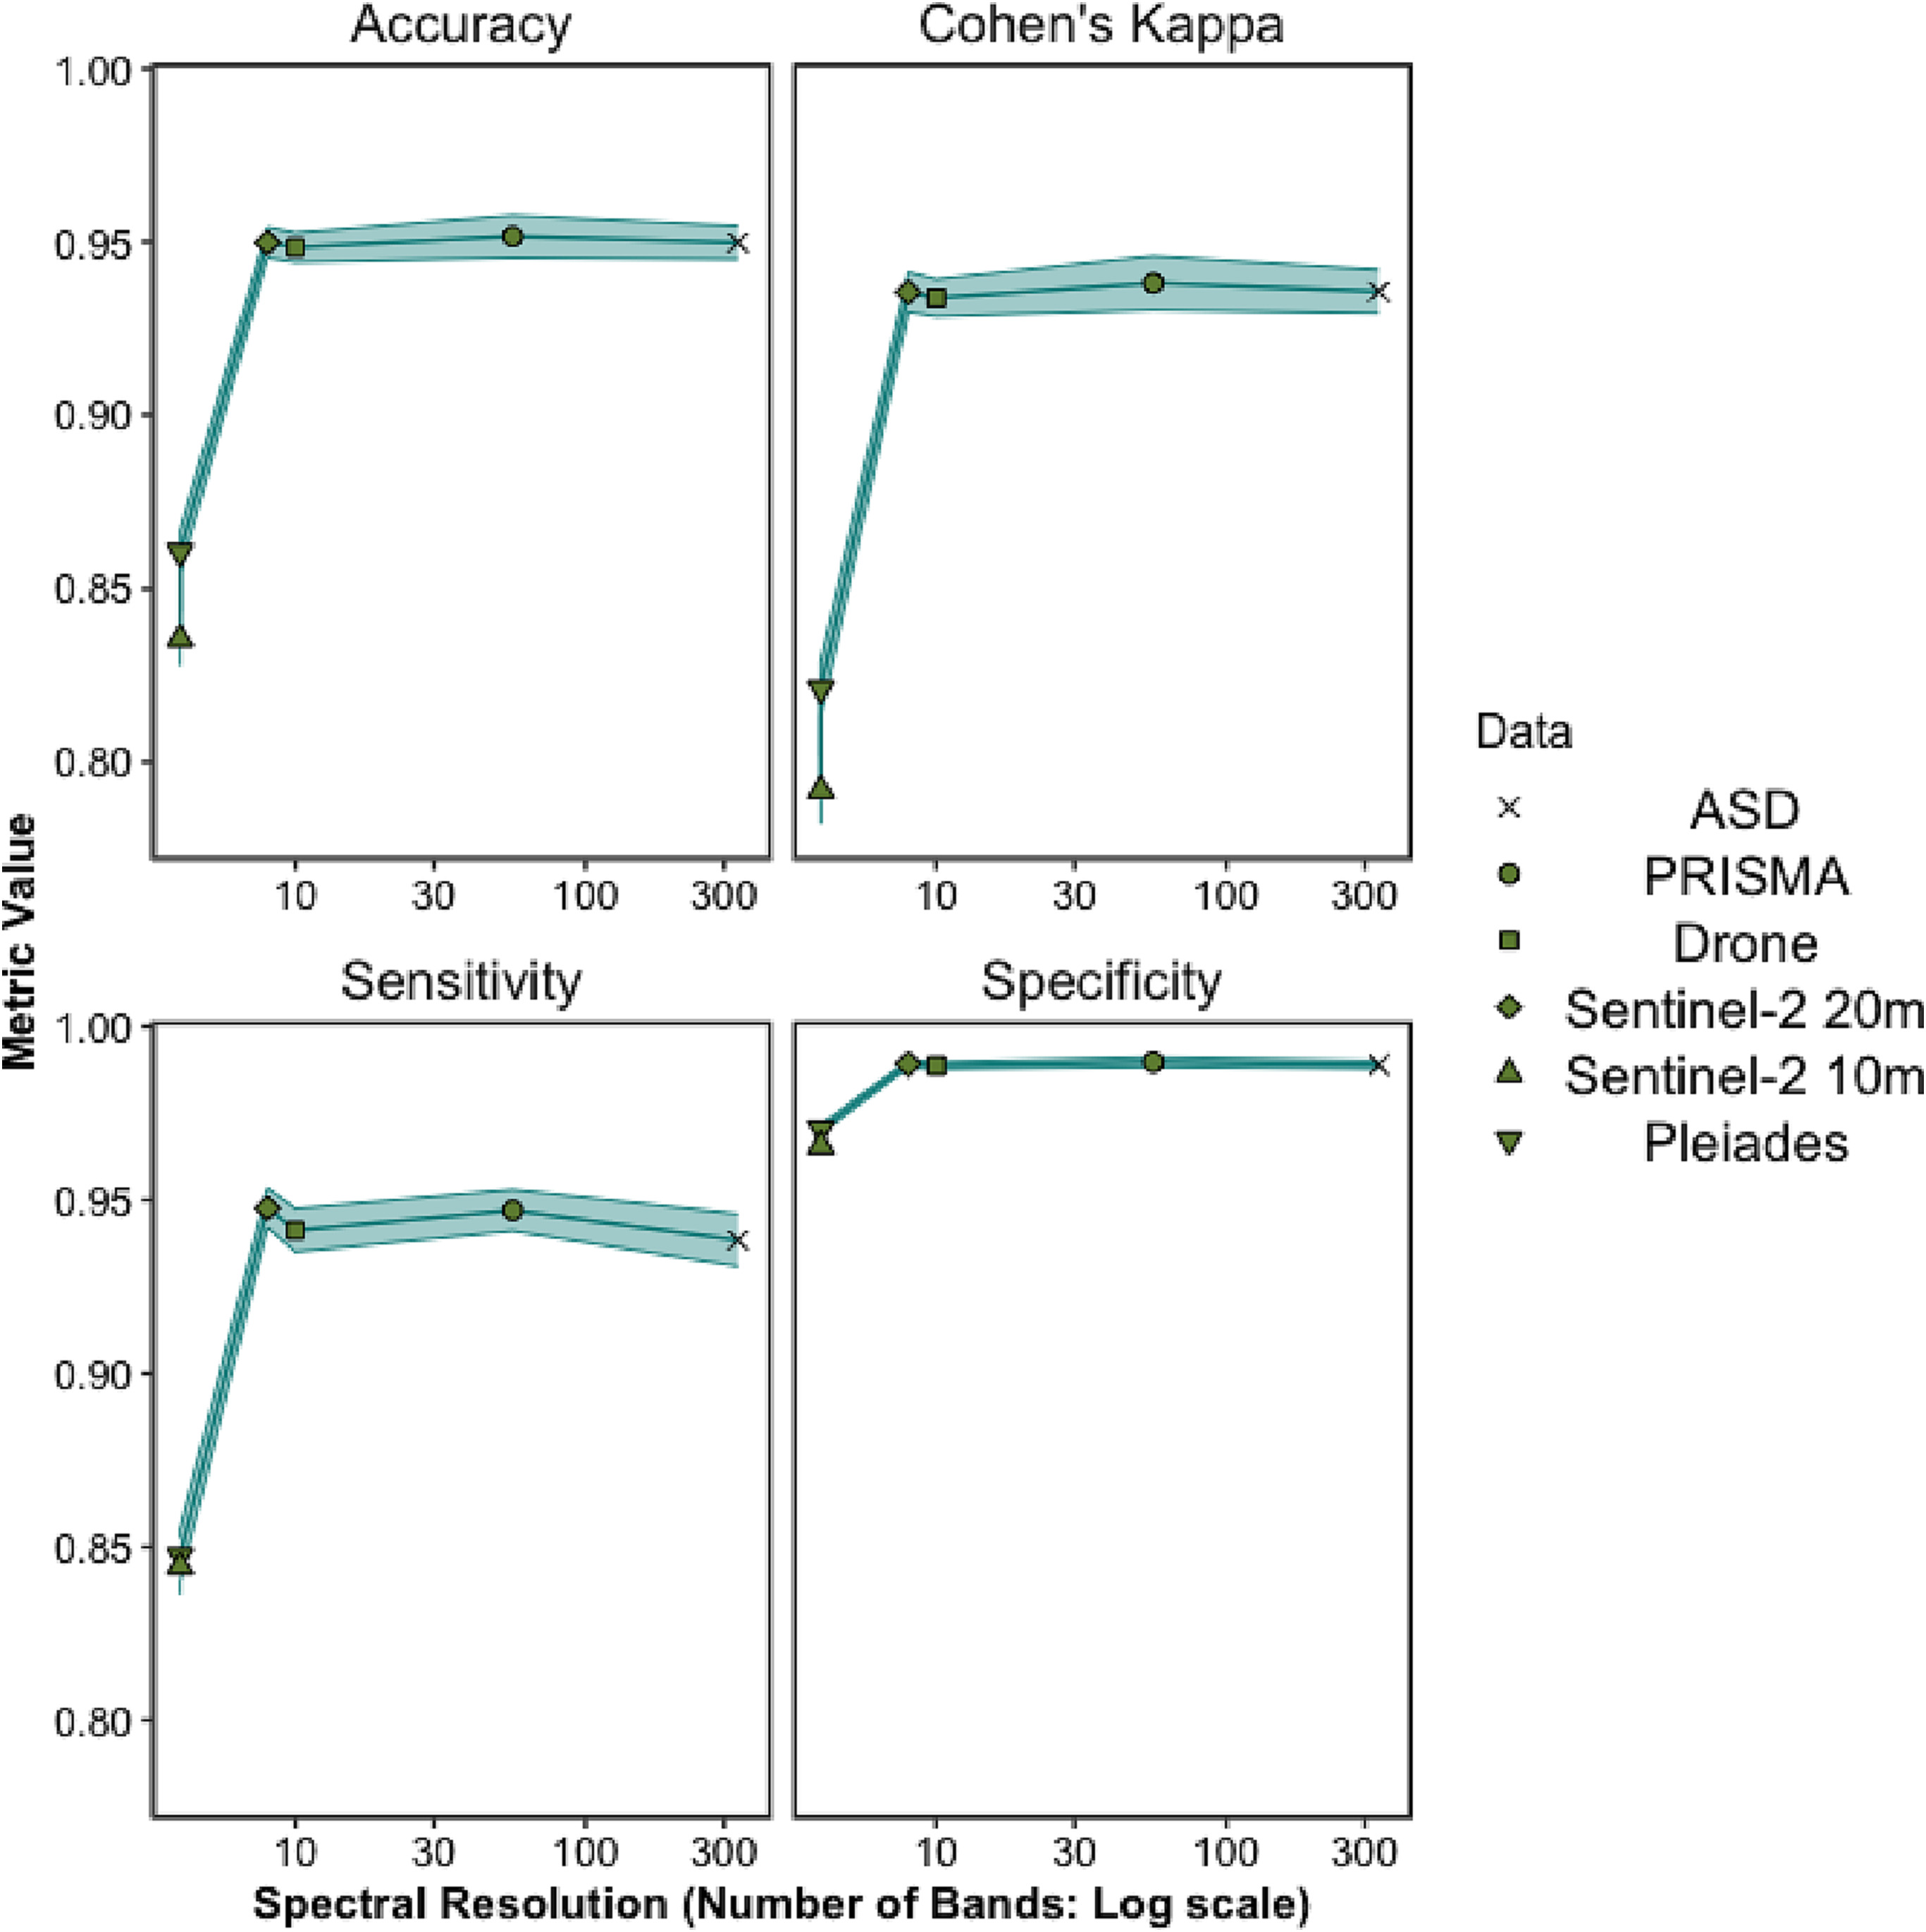 Accuracy
Cohen's Kappa
1.00
0.95
0.90
0.85
0.80
10 30 100 300
10 30 100 300
Metric Value
Sensitivity
Specificity
1.00
0.95
0.90
0.85
0.80
10 30 100 300
10 30 100 300
Spectral Resolution (Number of Bands: Log scale)
Data
ASD
PRISMA
Drone
Sentinel-2 20m
Sentinel-2 10m
Pleiades